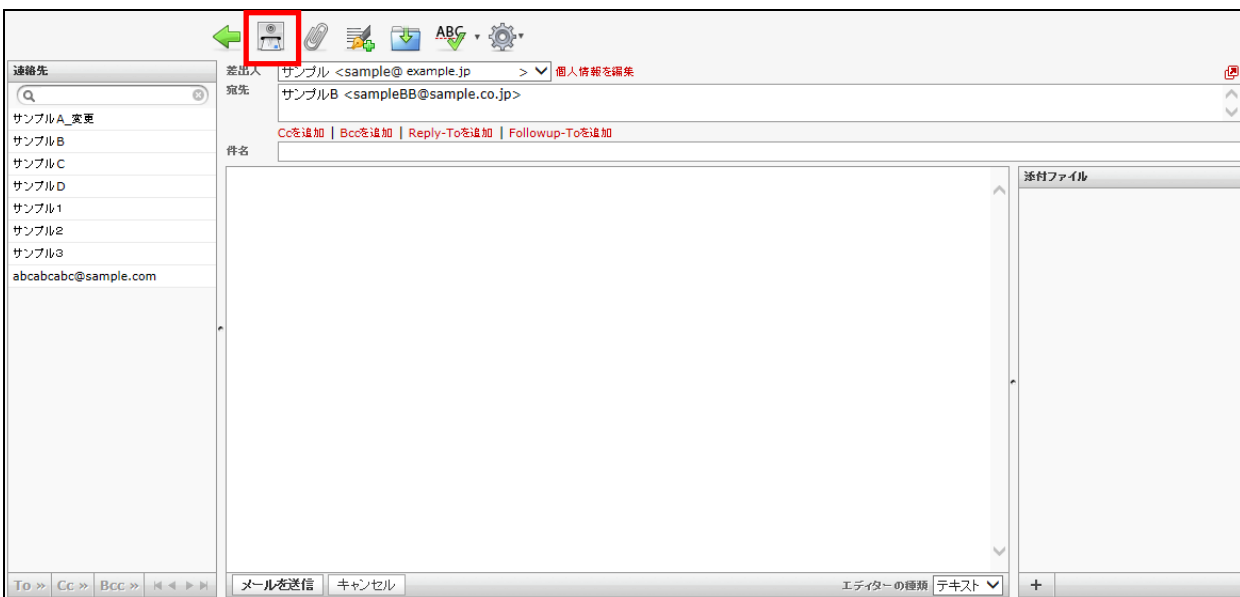 ABC
連絡先
サンプルA_変更
サンプルB
サンプルC
サンプルD
サンプル1
サンプル2
サンプル3
abcabcabc@sample.com
To » Cc » Bcc »
差出人 サンプル <sample@ example.jp > 個人情報を編集
宛先 サンプルB <sampleBB@sample.co.jp>
Ccを追加 | Bccを追加 | Reply-Toを追加 | Followup-Toを追加
件名
メールを送信 キャンセル エディターの種類 テキスト
添付ファイル
+